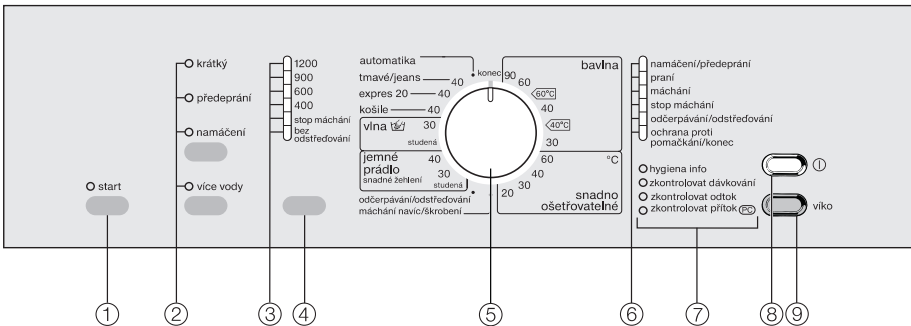 krátký
předeprání
namáčení
více vody
start
1200
900
600
400
stop máchání
bez
odstřeďování
automatika
tmavé/jeans 40
expres 20 40
košile 40
vlna 30
studená
jemné 40
prádlo 30
snadné žehlení
studená
odčerpávání/odstřeďování
máchání navíc/škrobení
konec
bavlna
90
60
60°C
40
40°C
30
°C
60
40
30
20
snadno
ošetřovatelné
namáčení/předeprání
praní
máchání
stop máchání
odčerpávání/odstřeďování
ochrana proti
pomačkání/konec
hygiena info
zkontrolovat dávkování
zkontrolovat odtok
zkontrolovat přítok PC
víko
1 2 3 4 5 6 7 8 9